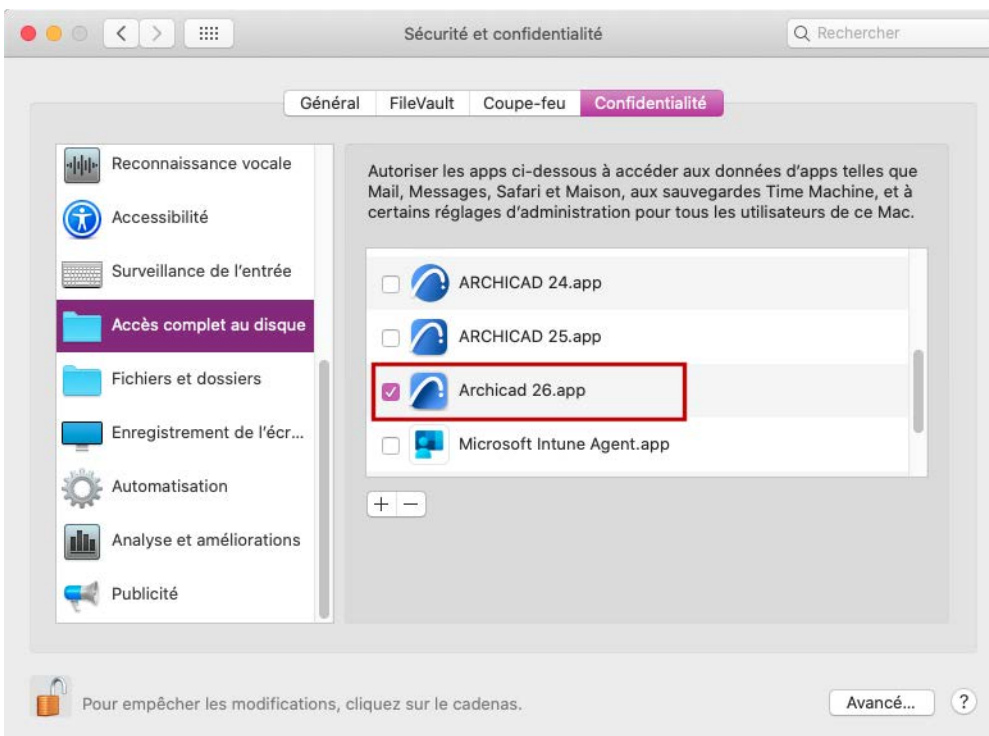 Sécurité et confidentialité
Rechercher
Général
FileVault
Coupe-feu
Confidentialité
Reconnaissance vocale
Accessibilité
Surveillance de l'entrée
Accès complet au disque
Fichiers et dossiers
Enregistrement de l'écr...
Automatisation
Analyse et améliorations
Publicité
Autoriser les apps ci-dessous à accéder aux données d'apps telles que
Mail, Messages, Safari et Maison, aux sauvegardes Time Machine, et à
certains réglages d'administration pour tous les utilisateurs de ce Mac.
ARCHICAD 24.app
ARCHICAD 25.app
Archicad 26.app
Microsoft Intune Agent.app
+ −
Pour empêcher les modifications, cliquez sur le cadenas.
Avancé...
?